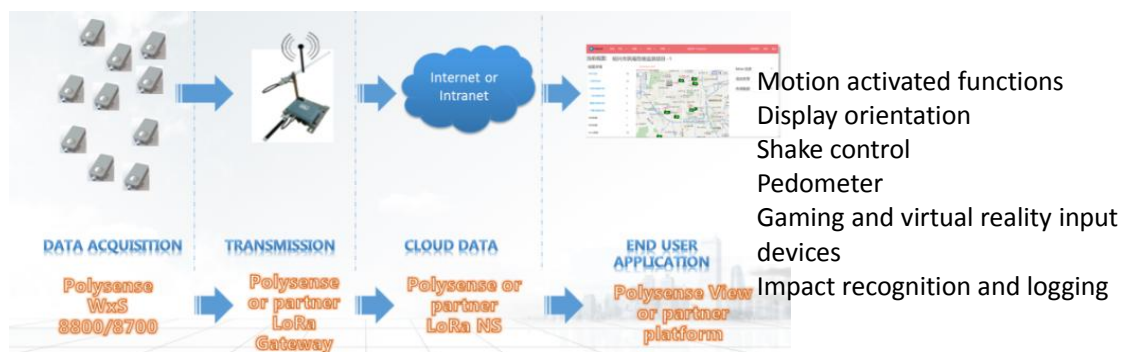 Internet or
Intranet
Motion activated functions
Display orientation
Shake control
Pedometer
Gaming and virtual reality input
devices
Impact recognition and logging
DATA ACQUISITION
TRANSMISSION
CLOUD DATA
END USER
APPLICATION
Polysense
WxS
8800/8700
Polysense
or partner
LoRa
Gateway
Polysense or
partner
LoRa NS
Polysense View
or partner
platform